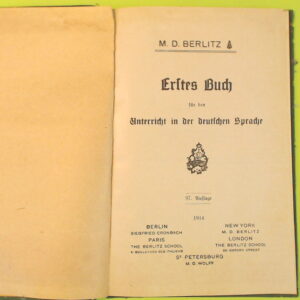 M. D. BERLITZ
Erstes Buch
für den
Unterricht in der deutschen Sprache
97. Auflage
1914
BERLIN
SIEGFRIED CRONBACH
PARIS
THE BERLITZ SCHOOL
NEW YORK
M. D. BERLITZ
LONDON
THE BERLITZ SCHOOL
ST PETERSBURG
M. O. WOLFF